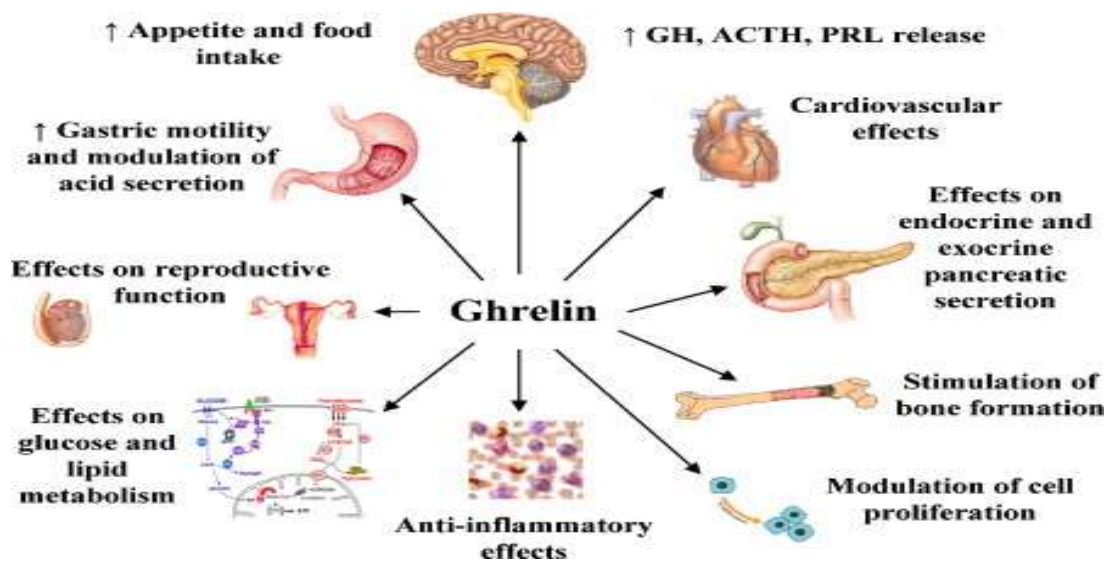 ↑ Appetite and food
intake
↑ GH, ACTH, PRL release
Cardiovascular
effects
↑ Gastric motility
and modulation of
acid secretion
Effects on
endocrine and
exocrine
pancreatic
secretion
Effects on reproductive
function
Ghrelin
Stimulation of
bone formation
Effects on
glucose and
lipid
metabolism
Anti-inflammatory
effects
Modulation of cell
proliferation